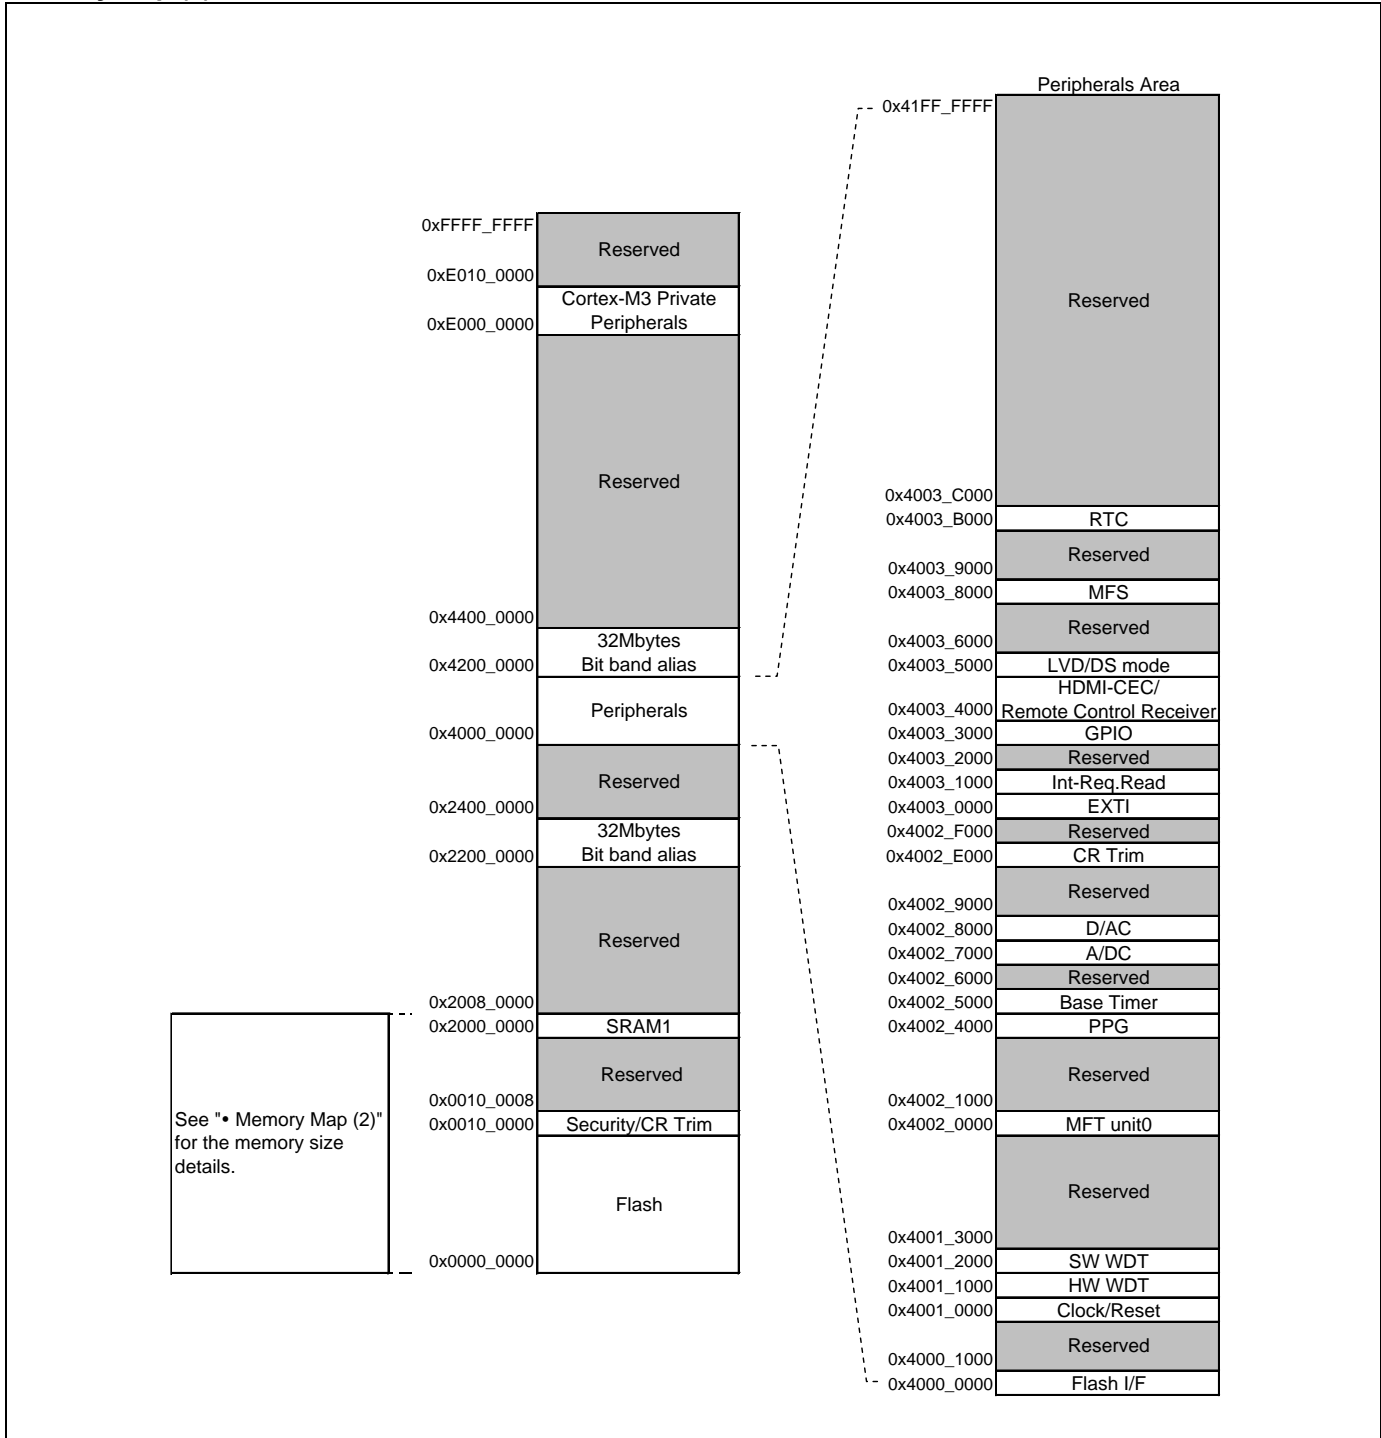 Peripherals Area
0x41FF_FFFF
Reserved
0x4003_C000
0x4003_B000 RTC
Reserved
0x4003_9000
0x4003_8000 MFS
Reserved
0x4003_6000
0x4003_5000 LVD/DS mode
HDMI-CEC/
0x4003_4000 Remote Control Receiver
0x4003_3000 GPIO
0x4003_2000 Reserved
0x4003_1000 Int-Req.Read
0x4003_0000 EXTI
0x4002_F000 Reserved
0x4002_E000 CR Trim
Reserved
0x4002_9000
0x4002_8000 D/AC
0x4002_7000 A/DC
0x4002_6000 Reserved
0x4002_5000 Base Timer
0x4002_4000 PPG
Reserved
0x4002_1000
0x4002_0000 MFT unit0
Reserved
0x4001_3000
0x4001_2000 SW WDT
0x4001_1000 HW WDT
0x4001_0000 Clock/Reset
Reserved
0x4000_1000
0x4000_0000 Flash I/F
0xFFFF_FFFF
Reserved
0xE010_0000
Cortex-M3 Private
0xE000_0000 Peripherals
Reserved
0x4400_0000
32Mbytes
0x4200_0000 Bit band alias
Peripherals
0x4000_0000
Reserved
0x2400_0000
32Mbytes
0x2200_0000 Bit band alias
Reserved
0x2008_0000
0x2000_0000 SRAM1
Reserved
0x0010_0008
0x0010_0000 Security/CR Trim
Flash
0x0000_0000
See "• Memory Map (2)"
for the memory size
details.